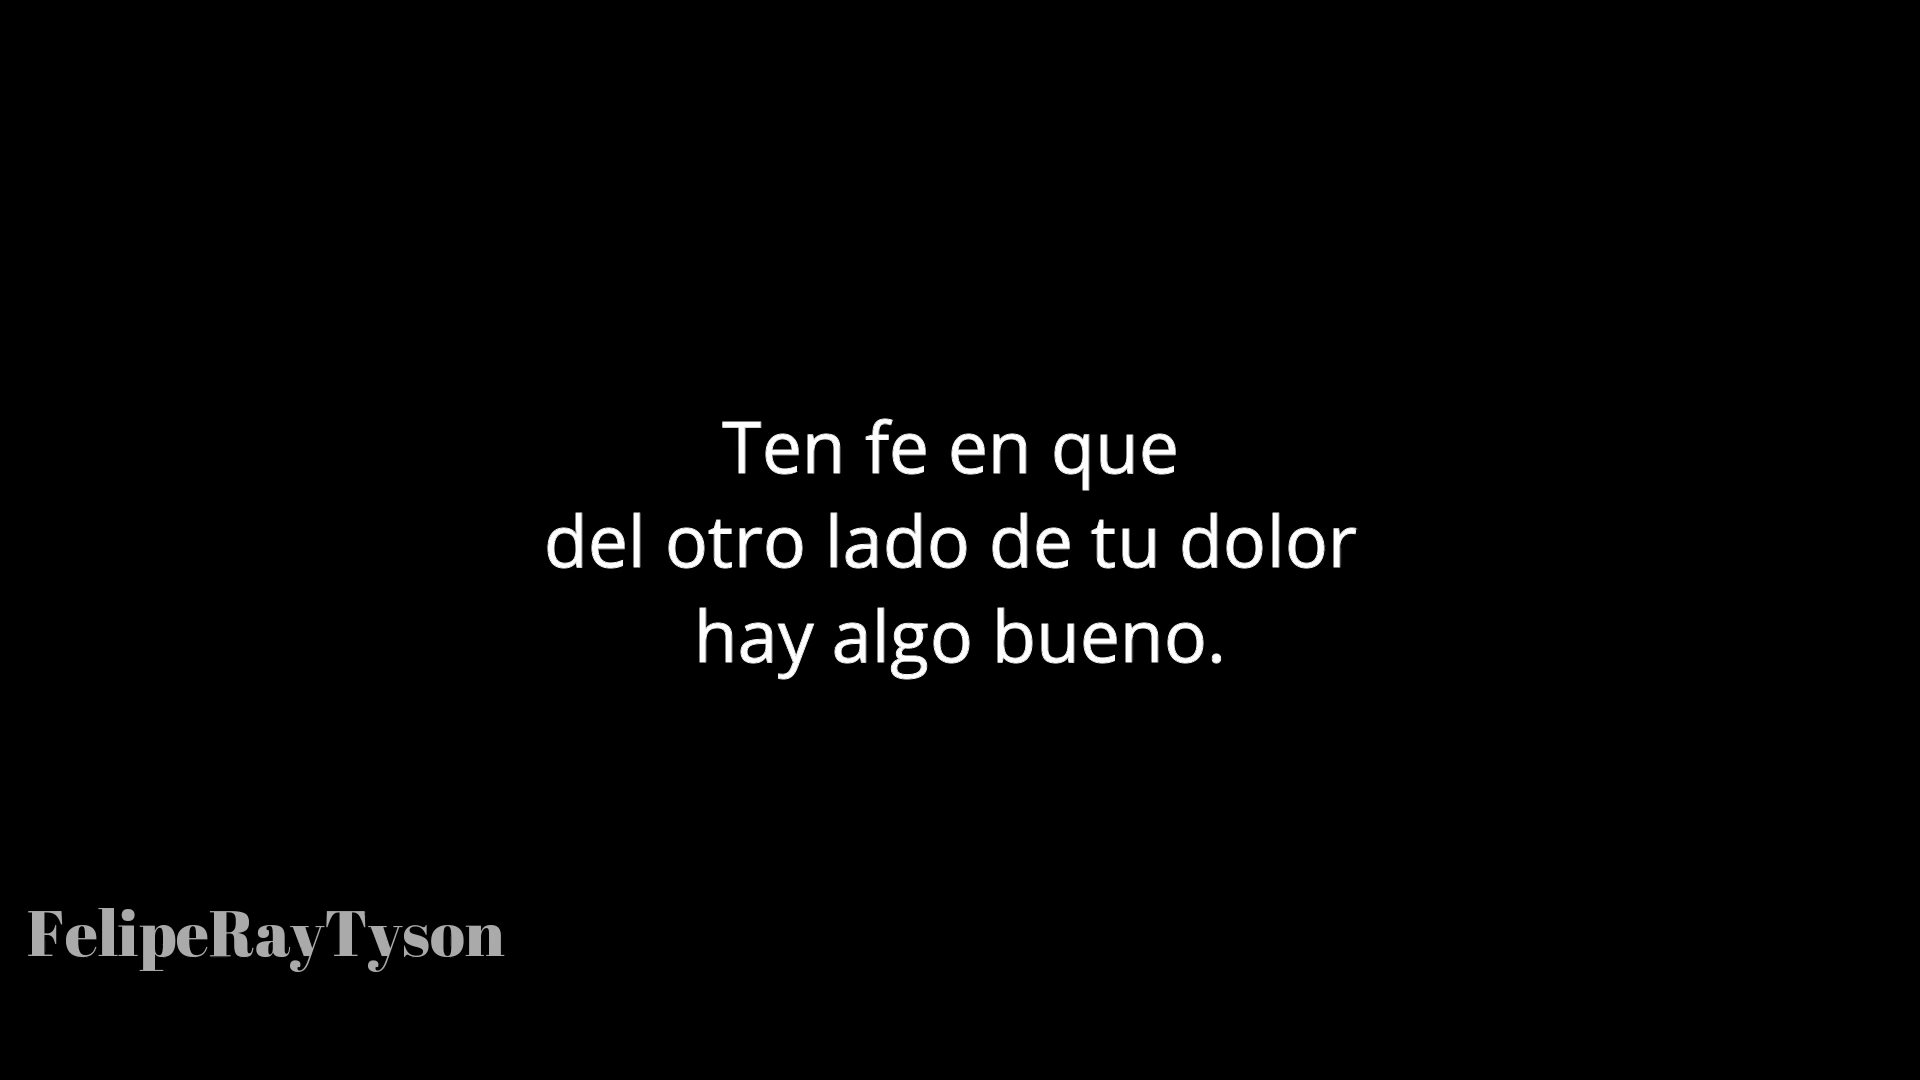 Ten fe en que
del otro lado de tu dolor
hay algo bueno.
FelipeRayTyson